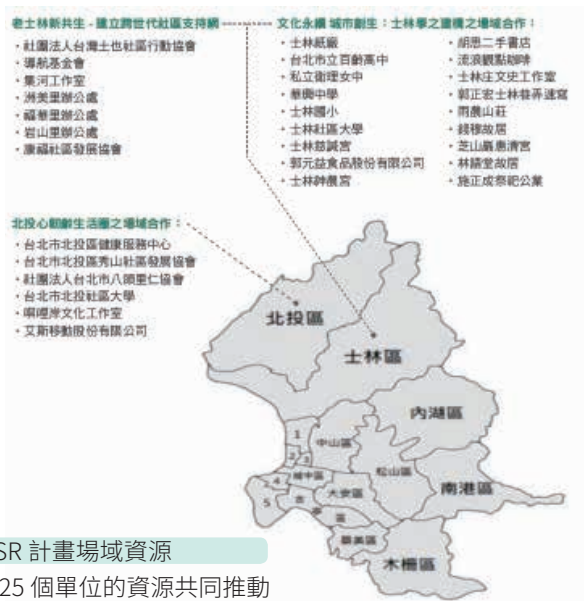 老士林新共生 - 建立跨世代社區支持網
・社團法人台灣土也社區行動協會
・導航基金會
・集河工作室
・洲美里辦公處
・福華里辦公處
・岩山里辦公處
・康福社區發展協會
文化永續 城市創生：士林學之建構之場域合作：
・士林紙廠
・台北市立百齡高中
・私立衛理女中
・華興中學
・士林國小
・士林社區大學
・士林慈諴宮
・郭元益食品股份有限公司
・士林神農宮
・胡思二手書店
・流浪觀點咖啡
・士林庄文史工作室
・郭正宏士林巷弄速寫
・雨農山莊
・錢穆故居
・芝山巖惠濟宮
・林語堂故居
・施正成祭祀公業
北投心韌齡生活圈之場域合作：
・台北市北投區健康服務中心
・台北市北投區秀山社區發展協會
・社團法人台北市八頭里仁協會
・台北市北投社區大學
・唭哩岸文化工作室
・艾斯移動股份有限公司
北投區
士林區
內湖區
1
中山區
2
3
松山區
城中區
4
大安區
南港區
5
古
亭
區
景美區
木柵區
SR 計畫場域資源
25 個單位的資源共同推動